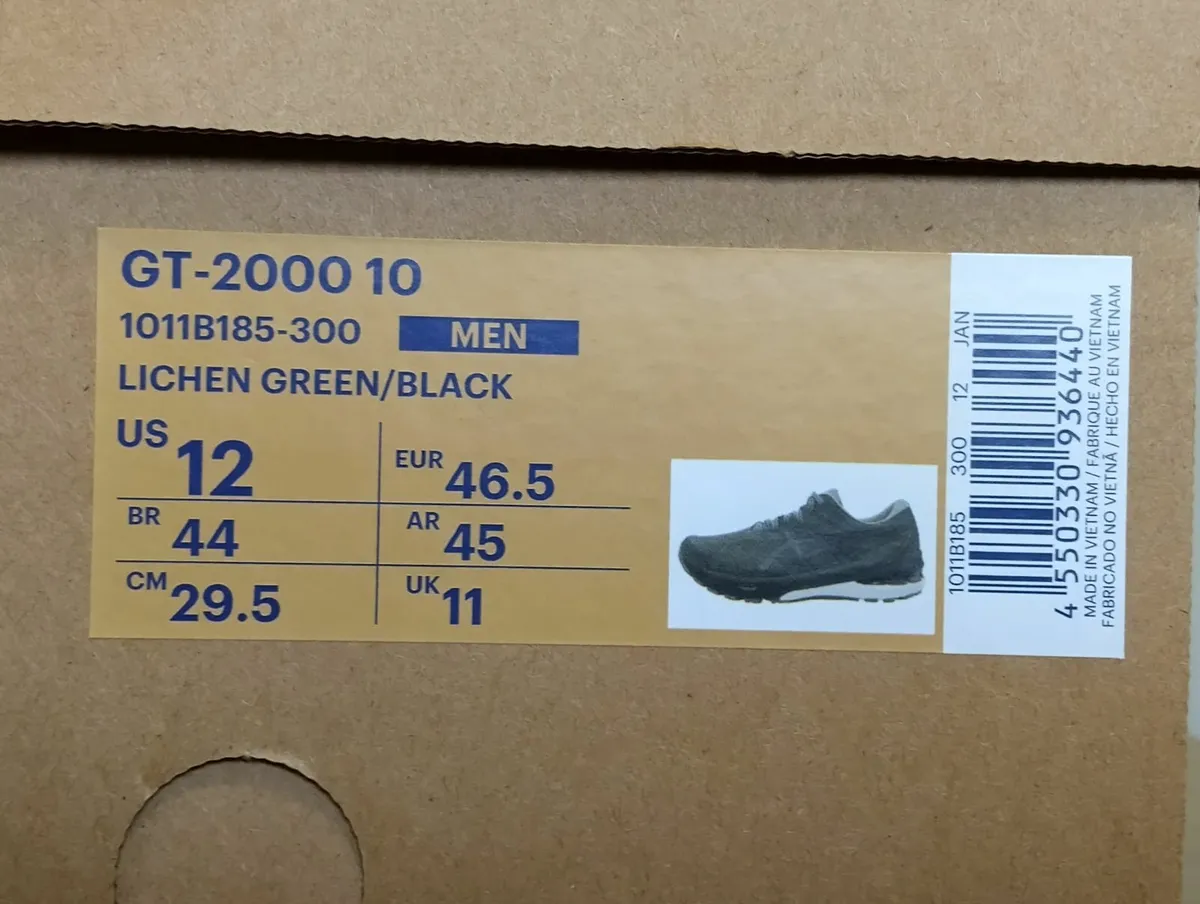 GT-2000 10
1011B185-300 MEN
LICHEN GREEN/BLACK
US 12 EUR 46.5
BR 44 AR 45
CM 29.5 UK 11
1011B185 300 12 JAN
4 550330 936440
MADE IN VIETNAM / FABRIQUE AU VIETNAM
FABRICADO NO VIETNÃ / HECHO EN VIETNAM